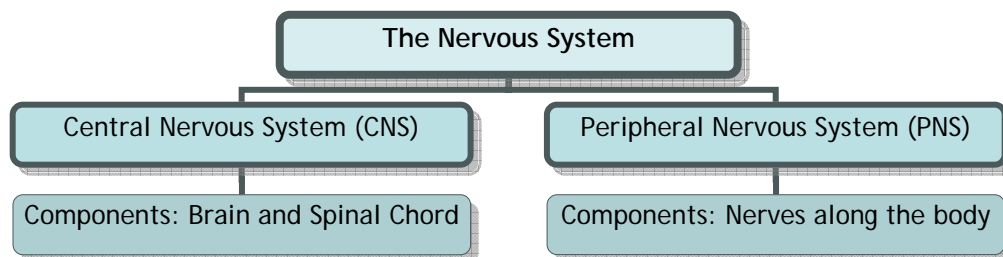 The Nervous System
Central Nervous System (CNS)
Peripheral Nervous System (PNS)
Components: Brain and Spinal Chord
Components: Nerves along the body